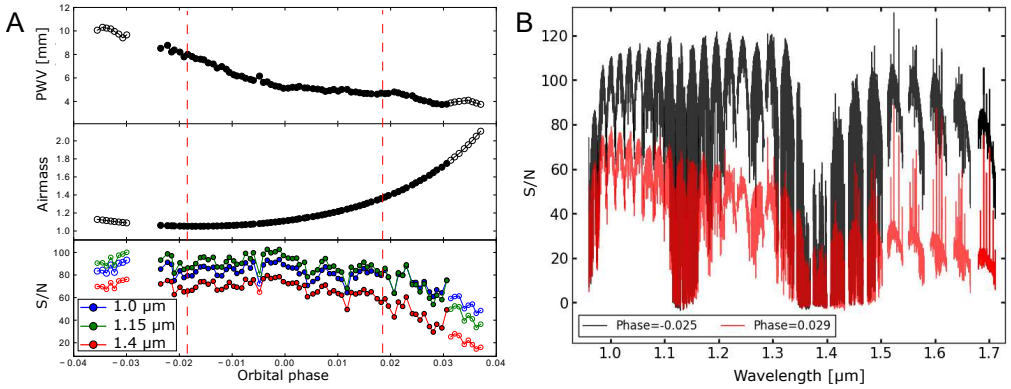 A
12
10
8
6
4
PWV [mm]
2.0
1.8
1.6
1.4
1.2
1.0
Airmass
100
80
60
40
20
S/N
1.0 μm
1.15 μm
1.4 μm
−0.04 −0.03 −0.02 −0.01 0.00 0.01 0.02 0.03 0.04
Orbital phase
B
120
100
80
60
40
20
0
S/N
Phase=-0.025 Phase=0.029
1.0 1.1 1.2 1.3 1.4 1.5 1.6 1.7
Wavelength [μm]